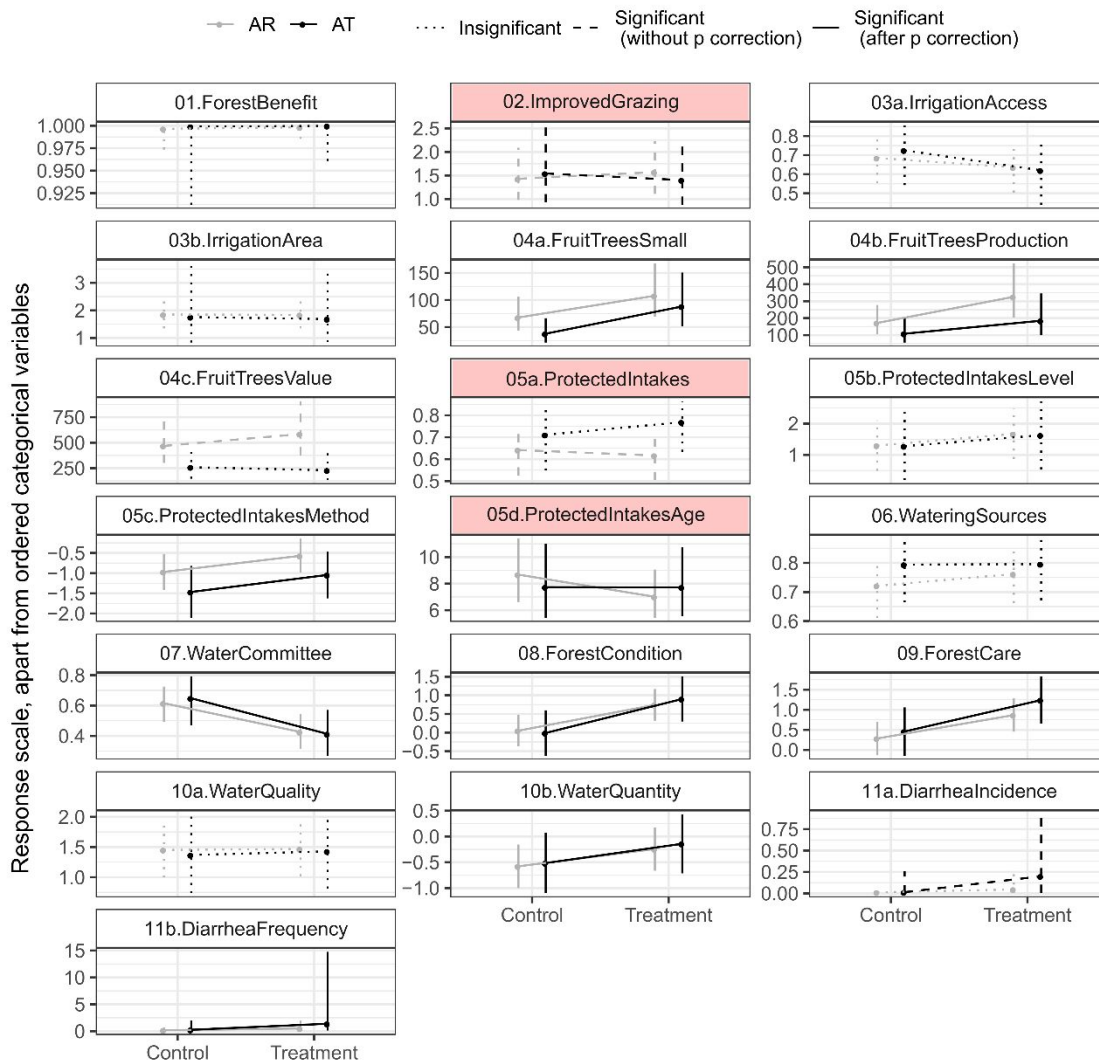 AR AT Insignificant Significant (without p correction) Significant (after p correction)
Response scale, apart from ordered categorical variables
01.ForestBenefit
1.000
0.975
0.950
0.925
02.ImprovedGrazing
2.5
2.0
1.5
1.0
03a.IrrigationAccess
0.8
0.7
0.6
0.5
03b.IrrigationArea
3
2
1
04a.FruitTreesSmall
150
100
50
04b.FruitTreesProduction
500
400
300
200
100
04c.FruitTreesValue
750
500
250
05a.ProtectedIntakes
0.8
0.7
0.6
0.5
05b.ProtectedIntakesLevel
2
1
05c.ProtectedIntakesMethod
−0.5
−1.0
−1.5
−2.0
05d.ProtectedIntakesAge
10
8
6
06.WateringSources
0.8
0.7
0.6
07.WaterCommittee
0.8
0.6
0.4
08.ForestCondition
1.5
1.0
0.5
0.0
−0.5
09.ForestCare
1.5
1.0
0.5
0.0
10a.WaterQuality
2.0
1.5
1.0
10b.WaterQuantity
0.5
0.0
−0.5
−1.0
Control Treatment
11a.DiarrheaIncidence
0.75
0.50
0.25
0.00
Control Treatment
11b.DiarrheaFrequency
15
10
5
0
Control Treatment